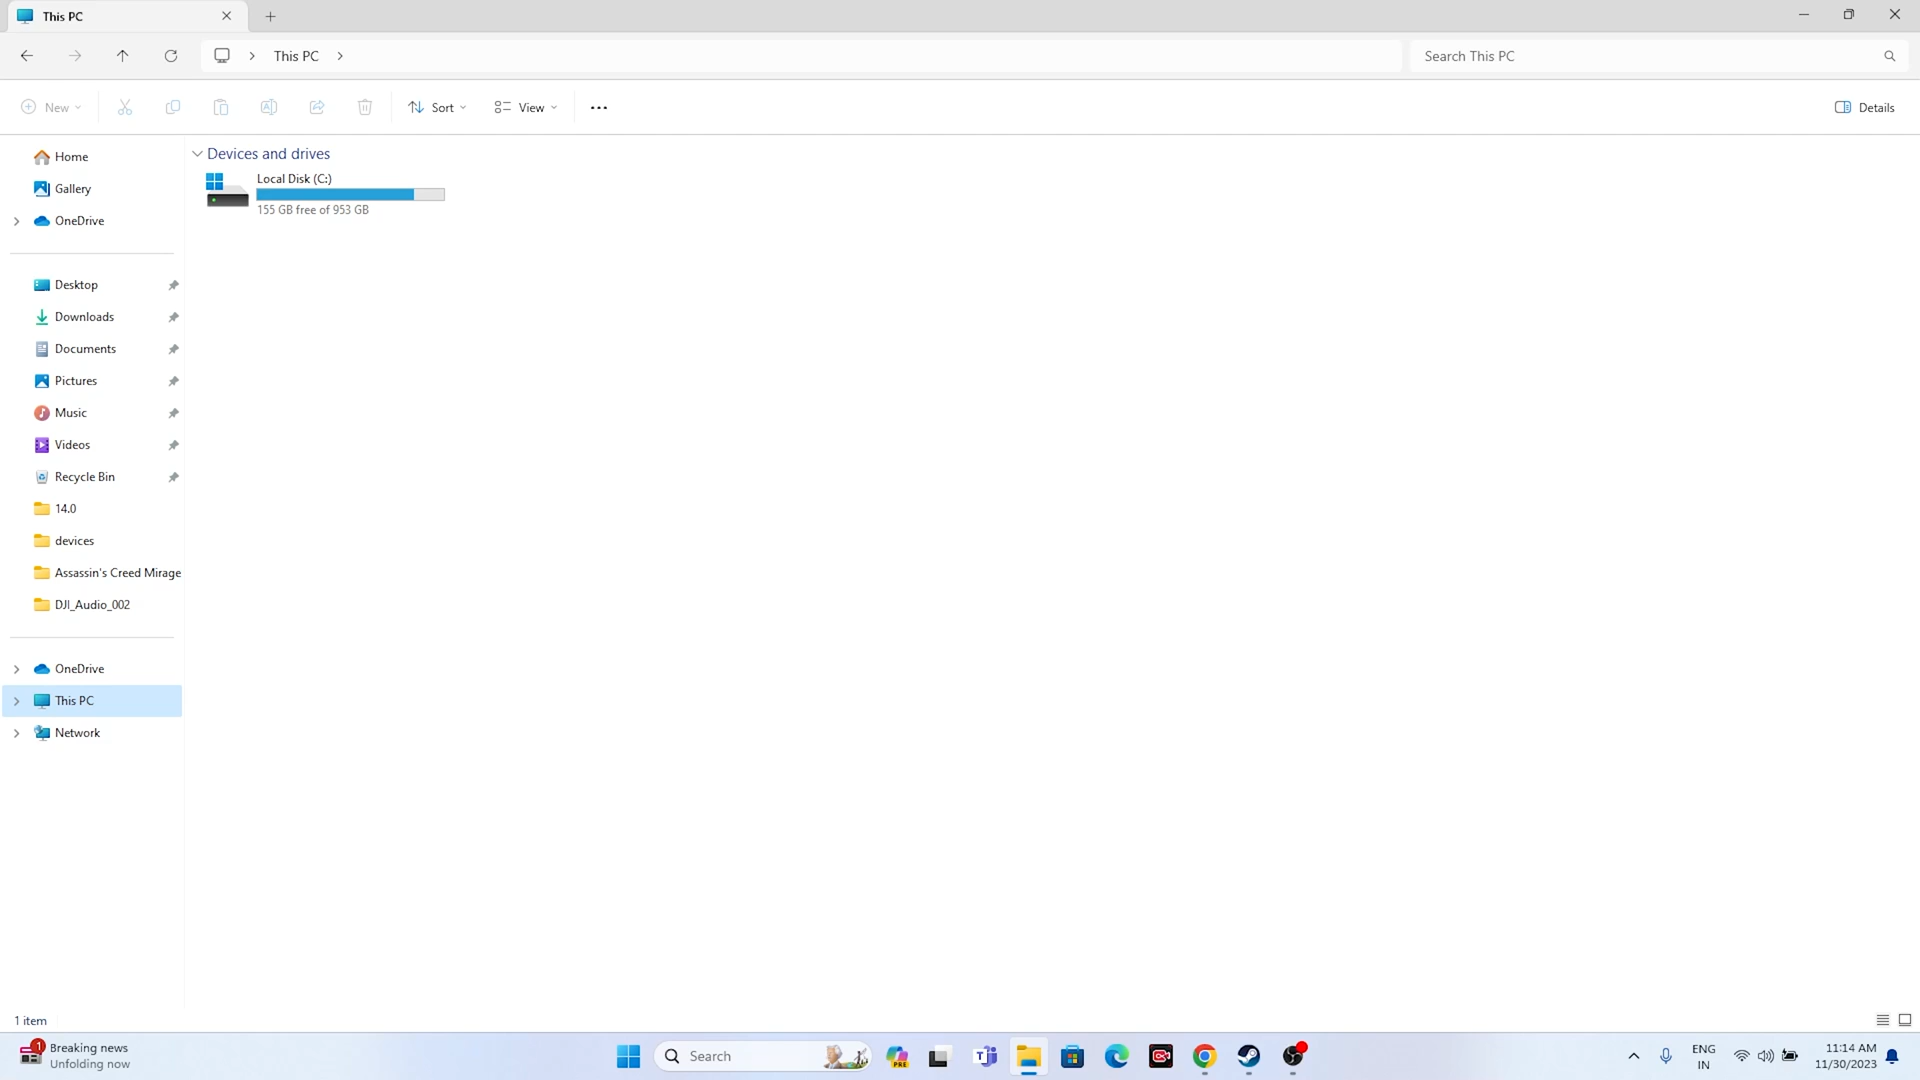 This PC
This PC
Search This PC
New
Sort
View
Details
Home
Gallery
OneDrive
Desktop
Downloads
Documents
Pictures
Music
Videos
Recycle Bin
14.0
devices
Assassin's Creed Mirage
DJI_Audio_002
OneDrive
This PC
Network
Devices and drives
Local Disk (C:)
155 GB free of 953 GB
1 item
1
Breaking news
Unfolding now
Search
PRE
ENG
IN
11:14 AM
11/30/2023